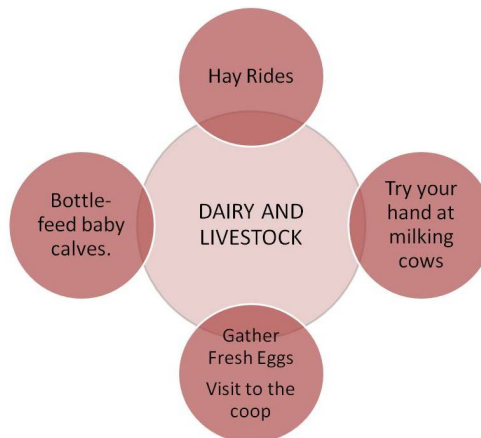 Hay Rides
Bottle-
feed baby
calves.
DAIRY AND
LIVESTOCK
Try your
hand at
milking
cows
Gather
Fresh Eggs
Visit to the
coop